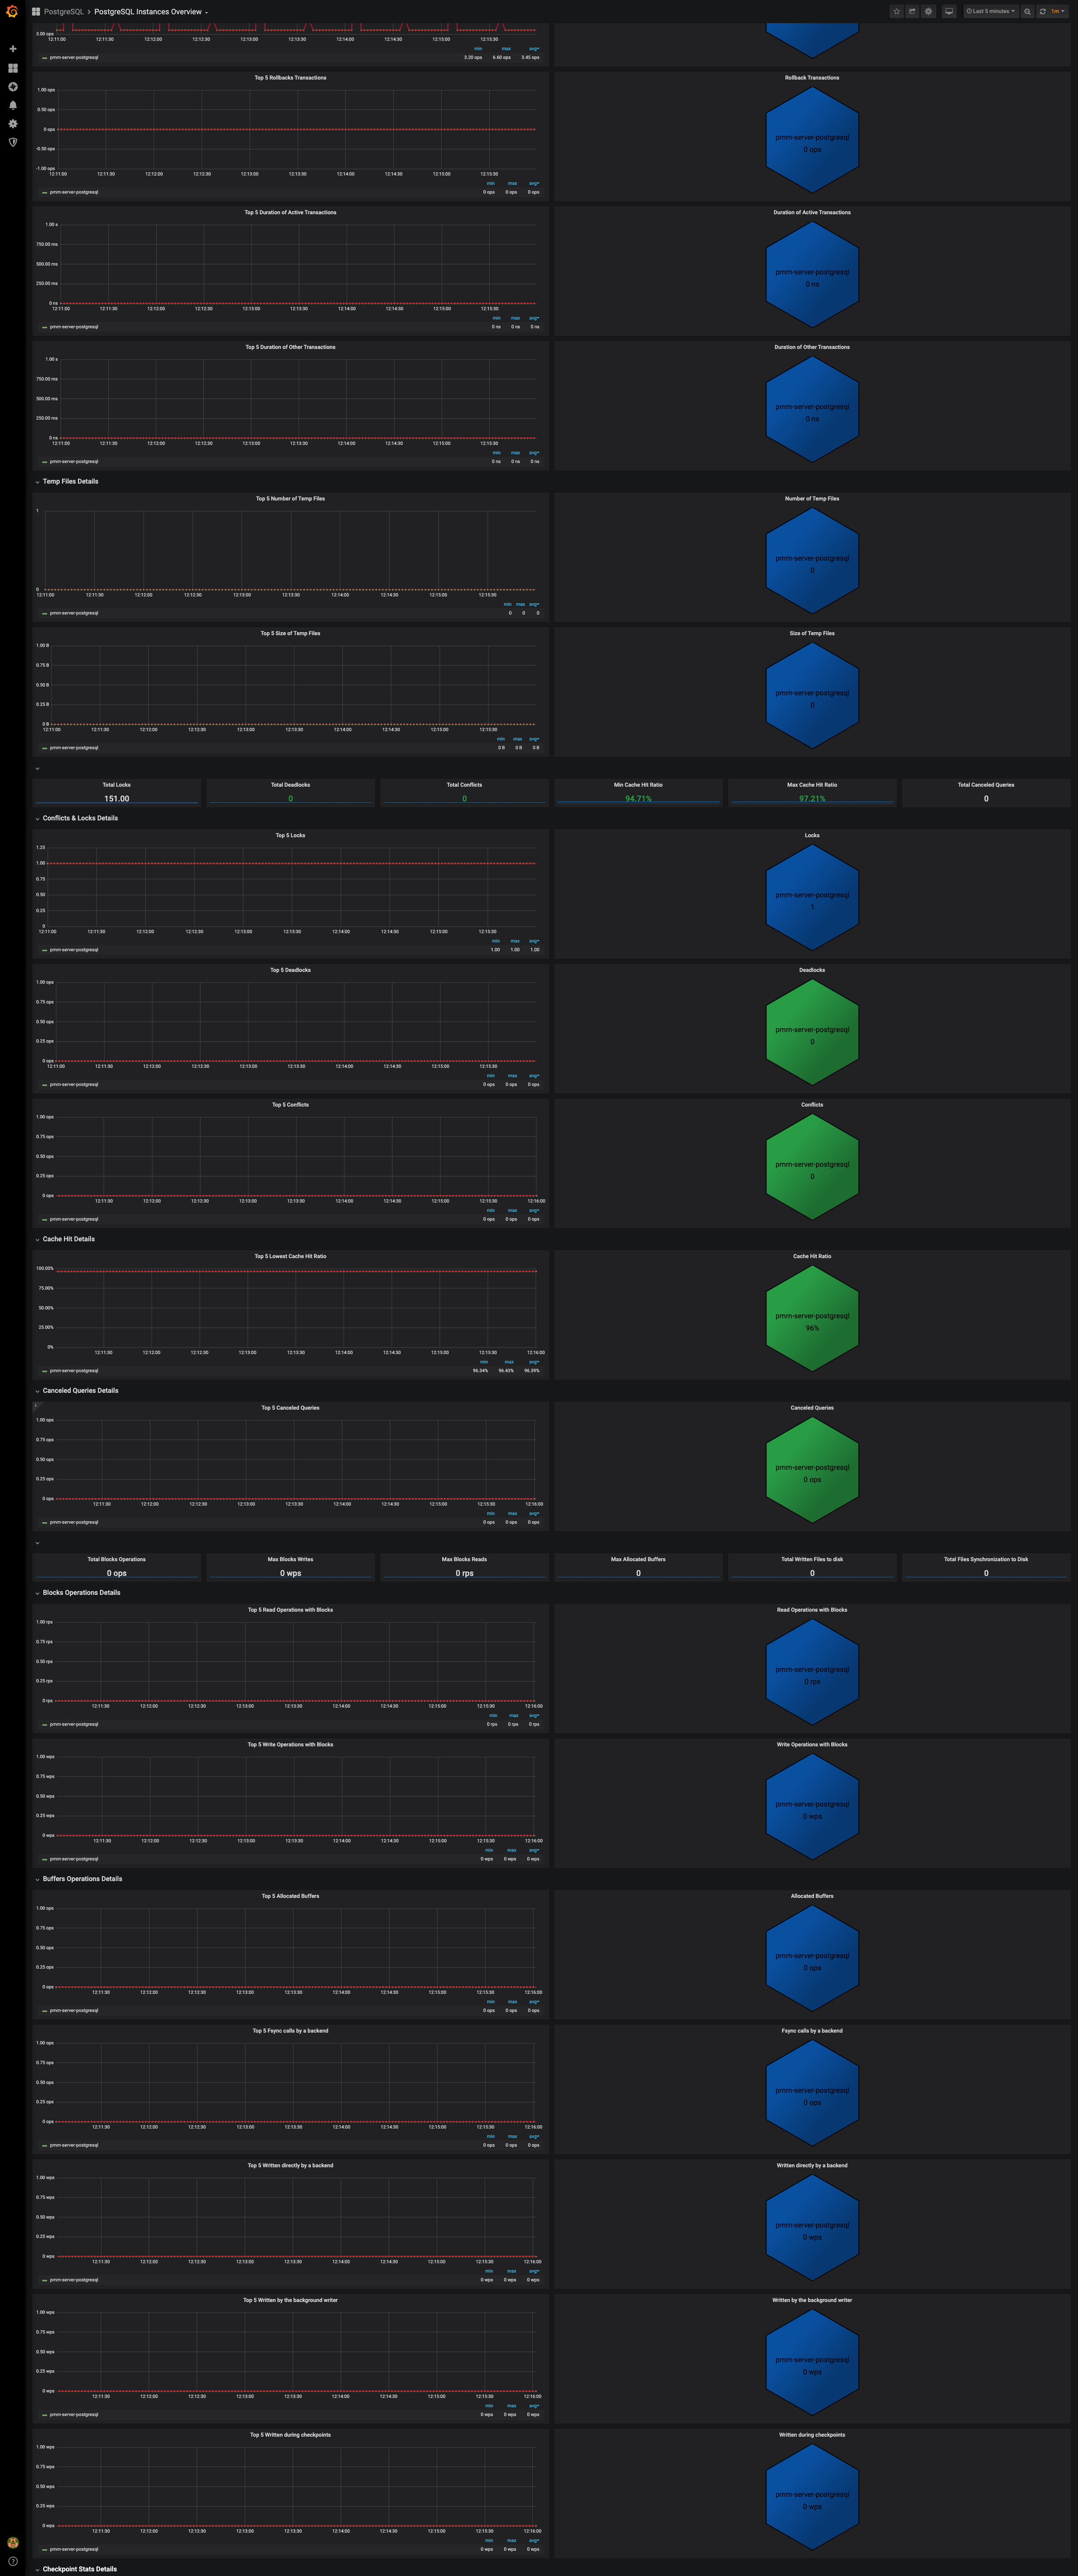 PostgreSQL > PostgreSQL Instances Overview
Last 5 minutes
1m
3.00 ops
12:11:00 12:11:30 12:12:00 12:12:30 12:13:00 12:13:30 12:14:00 12:14:30 12:15:00 12:15:30
min max avg
pmm-server-postgresql 3.20 ops 6.60 ops 3.45 ops
Top 5 Rollbacks Transactions
1.00 ops
0.50 ops
0 ops
-0.50 ops
-1.00 ops
12:11:00 12:11:30 12:12:00 12:12:30 12:13:00 12:13:30 12:14:00 12:14:30 12:15:00 12:15:30
min max avg
pmm-server-postgresql 0 ops 0 ops 0 ops
Rollback Transactions
pmm-server-postgresql
0 ops
Top 5 Duration of Active Transactions
1.00 s
750.00 ms
500.00 ms
250.00 ms
0 ns
12:11:00 12:11:30 12:12:00 12:12:30 12:13:00 12:13:30 12:14:00 12:14:30 12:15:00 12:15:30
min max avg
pmm-server-postgresql 0 ns 0 ns 0 ns
Duration of Active Transactions
pmm-server-postgresql
0 ns
Top 5 Duration of Other Transactions
1.00 s
750.00 ms
500.00 ms
250.00 ms
0 ns
12:11:00 12:11:30 12:12:00 12:12:30 12:13:00 12:13:30 12:14:00 12:14:30 12:15:00 12:15:30
min max avg
pmm-server-postgresql 0 ns 0 ns 0 ns
Duration of Other Transactions
pmm-server-postgresql
0 ns
Temp Files Details
Top 5 Number of Temp Files
1
0
12:11:00 12:11:30 12:12:00 12:12:30 12:13:00 12:13:30 12:14:00 12:14:30 12:15:00 12:15:30
min max avg
pmm-server-postgresql 0 0 0
Number of Temp Files
pmm-server-postgresql
0
Top 5 Size of Temp Files
1.00 B
0.75 B
0.50 B
0.25 B
0 B
12:11:00 12:11:30 12:12:00 12:12:30 12:13:00 12:13:30 12:14:00 12:14:30 12:15:00 12:15:30
min max avg
pmm-server-postgresql 0 B 0 B 0 B
Size of Temp Files
pmm-server-postgresql
0
Total Locks
151.00
Total Deadlocks
0
Total Conflicts
0
Min Cache Hit Ratio
94.71%
Max Cache Hit Ratio
97.21%
Total Canceled Queries
0
Conflicts & Locks Details
Top 5 Locks
1.25
1.00
0.75
0.50
0.25
0
12:11:00 12:11:30 12:12:00 12:12:30 12:13:00 12:13:30 12:14:00 12:14:30 12:15:00 12:15:30
min max avg
pmm-server-postgresql 1.00 1.00 1.00
Locks
pmm-server-postgresql
1
Top 5 Deadlocks
1.00 ops
0.75 ops
0.50 ops
0.25 ops
0 ops
12:11:00 12:11:30 12:12:00 12:12:30 12:13:00 12:13:30 12:14:00 12:14:30 12:15:00 12:15:30
min max avg
pmm-server-postgresql 0 ops 0 ops 0 ops
Deadlocks
pmm-server-postgresql
0
Top 5 Conflicts
1.00 ops
0.75 ops
0.50 ops
0.25 ops
0 ops
12:11:30 12:12:00 12:12:30 12:13:00 12:13:30 12:14:00 12:14:30 12:15:00 12:15:30 12:16:00
min max avg
pmm-server-postgresql 0 ops 0 ops 0 ops
Conflicts
pmm-server-postgresql
0
Cache Hit Details
Top 5 Lowest Cache Hit Ratio
100.00%
75.00%
50.00%
25.00%
0%
12:11:30 12:12:00 12:12:30 12:13:00 12:13:30 12:14:00 12:14:30 12:15:00 12:15:30 12:16:00
min max avg
pmm-server-postgresql 96.34% 96.43% 96.39%
Cache Hit Ratio
pmm-server-postgresql
96%
Canceled Queries Details
Top 5 Canceled Queries
1.00 ops
0.75 ops
0.50 ops
0.25 ops
0 ops
12:11:30 12:12:00 12:12:30 12:13:00 12:13:30 12:14:00 12:14:30 12:15:00 12:15:30 12:16:00
min max avg
pmm-server-postgresql 0 ops 0 ops 0 ops
Canceled Queries
pmm-server-postgresql
0 ops
Total Blocks Operations
0 ops
Max Blocks Writes
0 wps
Max Blocks Reads
0 rps
Max Allocated Buffers
0
Total Written Files to disk
0
Total Files Synchronization to Disk
0
Blocks Operations Details
Top 5 Read Operations with Blocks
1.00 rps
0.75 rps
0.50 rps
0.25 rps
0 rps
12:11:30 12:12:00 12:12:30 12:13:00 12:13:30 12:14:00 12:14:30 12:15:00 12:15:30 12:16:00
min max avg
pmm-server-postgresql 0 rps 0 rps 0 rps
Read Operations with Blocks
pmm-server-postgresql
0 rps
Top 5 Write Operations with Blocks
1.00 wps
0.75 wps
0.50 wps
0.25 wps
0 wps
12:11:30 12:12:00 12:12:30 12:13:00 12:13:30 12:14:00 12:14:30 12:15:00 12:15:30 12:16:00
min max avg
pmm-server-postgresql 0 wps 0 wps 0 wps
Write Operations with Blocks
pmm-server-postgresql
0 wps
Buffers Operations Details
Top 5 Allocated Buffers
1.00 ops
0.75 ops
0.50 ops
0.25 ops
0 ops
12:11:30 12:12:00 12:12:30 12:13:00 12:13:30 12:14:00 12:14:30 12:15:00 12:15:30 12:16:00
min max avg
pmm-server-postgresql 0 ops 0 ops 0 ops
Allocated Buffers
pmm-server-postgresql
0 ops
Top 5 Fsync calls by a backend
1.00 ops
0.75 ops
0.50 ops
0.25 ops
0 ops
12:11:30 12:12:00 12:12:30 12:13:00 12:13:30 12:14:00 12:14:30 12:15:00 12:15:30 12:16:00
min max avg
pmm-server-postgresql 0 ops 0 ops 0 ops
Fsync calls by a backend
pmm-server-postgresql
0 ops
Top 5 Written directly by a backend
1.00 wps
0.75 wps
0.50 wps
0.25 wps
0 wps
12:11:30 12:12:00 12:12:30 12:13:00 12:13:30 12:14:00 12:14:30 12:15:00 12:15:30 12:16:00
min max avg
pmm-server-postgresql 0 wps 0 wps 0 wps
Written directly by a backend
pmm-server-postgresql
0 wps
Top 5 Written by the background writer
1.00 wps
0.75 wps
0.50 wps
0.25 wps
0 wps
12:11:30 12:12:00 12:12:30 12:13:00 12:13:30 12:14:00 12:14:30 12:15:00 12:15:30 12:16:00
min max avg
pmm-server-postgresql 0 wps 0 wps 0 wps
Written by the background writer
pmm-server-postgresql
0 wps
Top 5 Written during checkpoints
1.00 wps
0.75 wps
0.50 wps
0.25 wps
0 wps
12:11:30 12:12:00 12:12:30 12:13:00 12:13:30 12:14:00 12:14:30 12:15:00 12:15:30 12:16:00
min max avg
pmm-server-postgresql 0 wps 0 wps 0 wps
Written during checkpoints
pmm-server-postgresql
0 wps
Checkpoint Stats Details